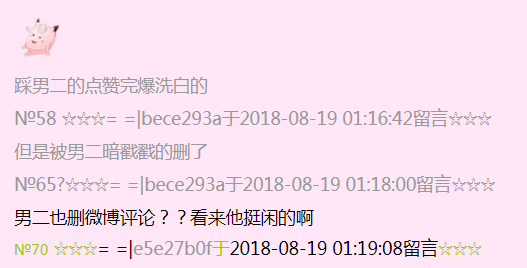 踩男二的点赞完爆洗白的
№58 ☆☆☆= =|bece293a于2018-08-19 01:16:42留言☆☆☆
但是被男二暗戳戳的删了
№65?☆☆☆= =|bece293a于2018-08-19 01:18:00留言☆☆☆
男二也删微博评论？？看来他挺闲的啊
№70 ☆☆☆= =|e5e27b0f于2018-08-19 01:19:08留言☆☆☆